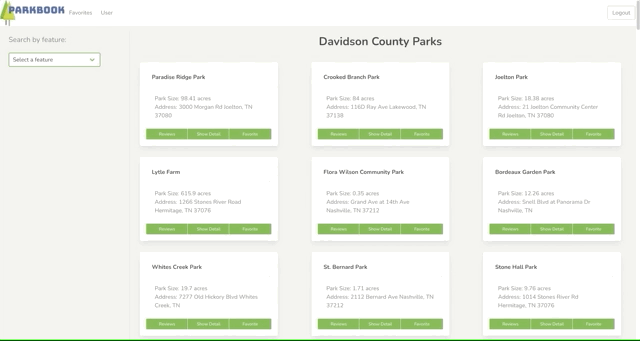 PARKBOOK Favorites User Logout
Search by feature:
Select a feature
Davidson County Parks
Paradise Ridge Park
Park Size: 98.41 acres
Address: 3000 Morgan Rd Joelton, TN
37080
Reviews Show Detail Favorite
Crooked Branch Park
Park Size: 84 acres
Address: 116D Ray Ave Lakewood, TN
37138
Reviews Show Detail Favorite
Joelton Park
Park Size: 18.38 acres
Address: 21 Joelton Community Center
Rd Joelton, TN 37080
Reviews Show Detail Favorite
Lytle Farm
Park Size: 615.9 acres
Address: 1266 Stones River Road
Hermitage, TN 37076
Reviews Show Detail Favorite
Flora Wilson Community Park
Park Size: 0.35 acres
Address: Grand Ave at 14th Ave
Nashville, TN 37212
Reviews Show Detail Favorite
Bordeaux Garden Park
Park Size: 12.26 acres
Address: Snell Blvd at Panorama Dr
Nashville, TN
Reviews Show Detail Favorite
Whites Creek Park
Park Size: 19.7 acres
Address: 7277 Old Hickory Blvd Whites
Creek, TN
Reviews Show Detail Favorite
St. Bernard Park
Park Size: 1.71 acres
Address: 2112 Bernard Ave Nashville, TN
37212
Reviews Show Detail Favorite
Stone Hall Park
Park Size: 9.76 acres
Address: 1014 Stones River Rd
Hermitage, TN 37076
Reviews Show Detail Favorite